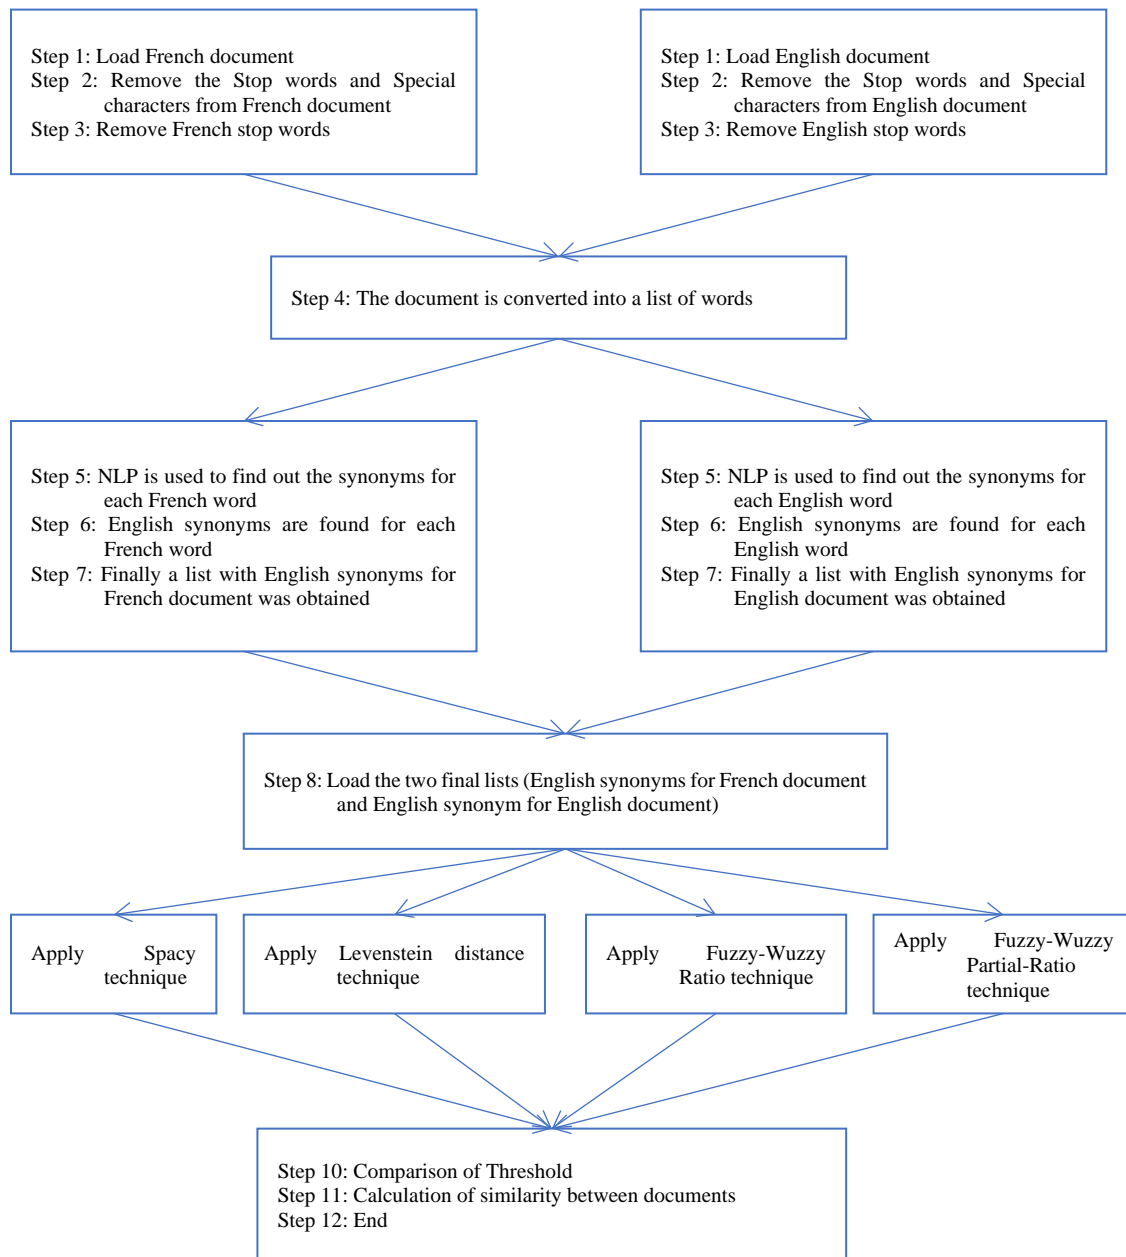 Step 1: Load French document
Step 2: Remove the Stop words and Special
characters from French document
Step 3: Remove French stop words
Step 1: Load English document
Step 2: Remove the Stop words and Special
characters from English document
Step 3: Remove English stop words
Step 4: The document is converted into a list of words
Step 5: NLP is used to find out the synonyms for
each French word
Step 6: English synonyms are found for each
French word
Step 7: Finally a list with English synonyms for
French document was obtained
Step 5: NLP is used to find out the synonyms for
each English word
Step 6: English synonyms are found for each
English word
Step 7: Finally a list with English synonyms for
English document was obtained
Step 8: Load the two final lists (English synonyms for French document
and English synonym for English document)
Apply Spacy
technique
Apply Levenstein distance
technique
Apply Fuzzy-Wuzzy
Ratio technique
Apply Fuzzy-Wuzzy
Partial-Ratio
technique
Step 10: Comparison of Threshold
Step 11: Calculation of similarity between documents
Step 12: End